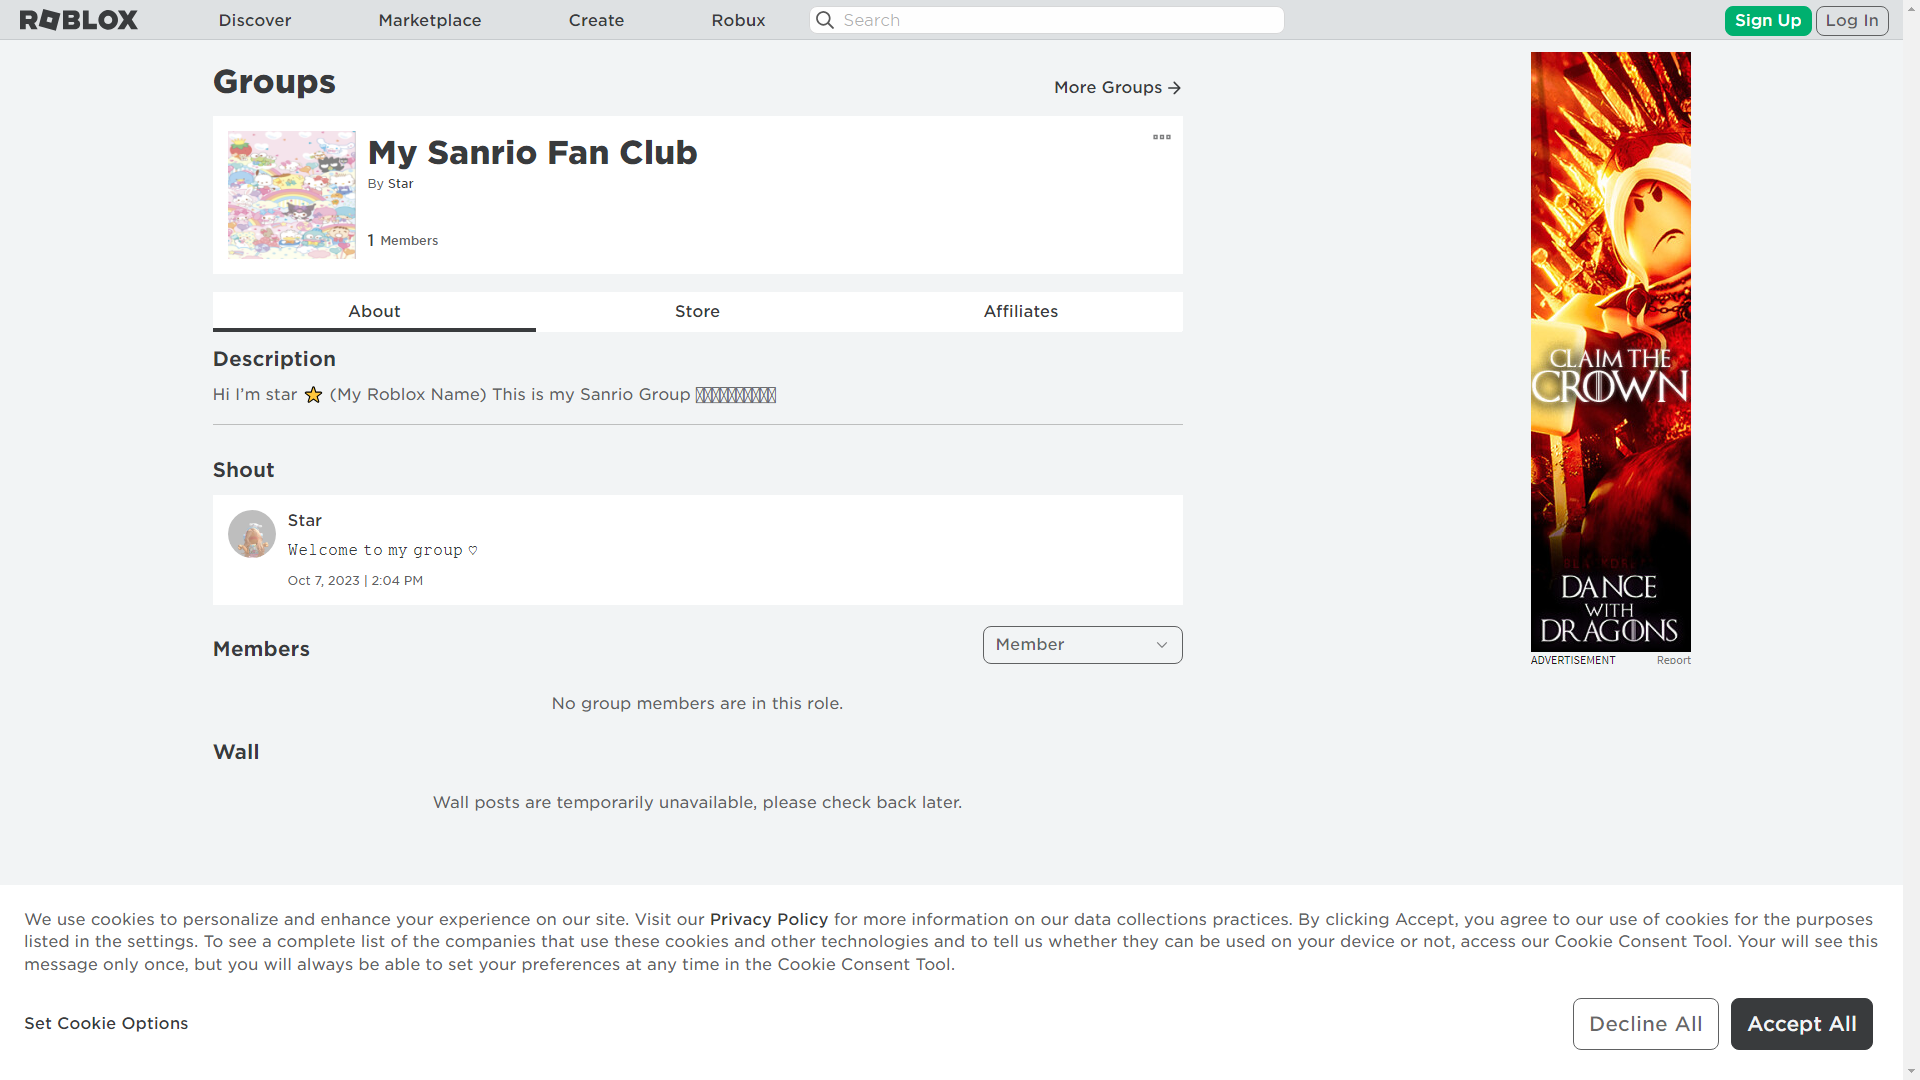 ROBLOX
Discover
Marketplace
Create
Robux
Search
Sign Up
Log In
Groups
More Groups
My Sanrio Fan Club
By Star
1 Members
About
Store
Affiliates
Description
Hi I'm star ⭐ (My Roblox Name) This is my Sanrio Group
Shout
Star
𝚆𝚎𝚕𝚌𝚘𝚖𝚎 𝚝𝚘 𝚖𝚢 𝚐𝚛𝚘𝚞𝚙 ♡
Oct 7, 2023 | 2:04 PM
Members
Member
No group members are in this role.
Wall
Wall posts are temporarily unavailable, please check back later.
CLAIM THE
CROWN
DANCE
WITH
DRAGONS
ADVERTISEMENT
Report
We use cookies to personalize and enhance your experience on our site. Visit our Privacy Policy for more information on our data collections practices. By clicking Accept, you agree to our use of cookies for the purposes
listed in the settings. To see a complete list of the companies that use these cookies and other technologies and to tell us whether they can be used on your device or not, access our Cookie Consent Tool. Your will see this
message only once, but you will always be able to set your preferences at any time in the Cookie Consent Tool.
Set Cookie Options
Decline All
Accept All